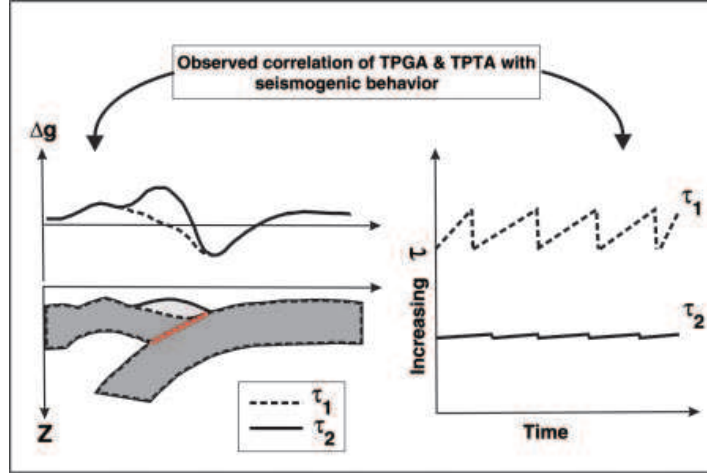 Observed correlation of TPGA & TPTA with
seismogenic behavior
Δg
Z
τ1
τ2
Increasing τ
τ1
τ2
Time